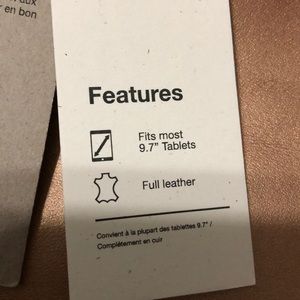 aux
r en bon
Features
Fits most
9.7" Tablets
Full leather
Convient à la plupart des tablettes 9.7" /
Complètement en cuir